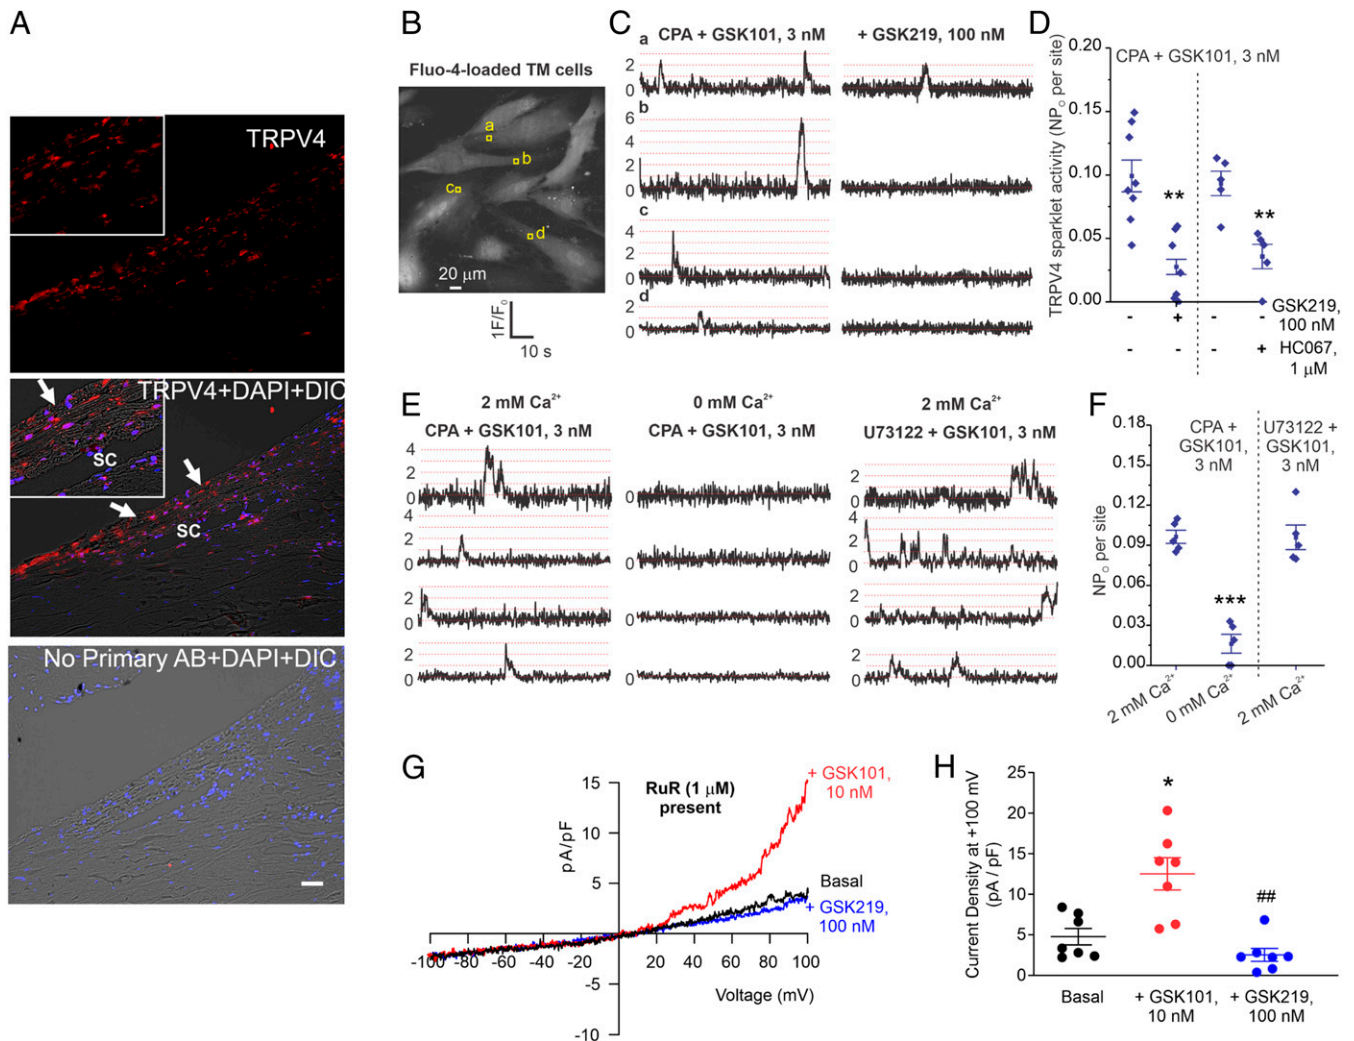 A
TRPV4
TRPV4+DAPI+DIC
SC
SC
No Primary AB+DAPI+DIC
B
Fluo-4-loaded TM cells
a
b
c
d
20 μm
1F/F₀
10 s
C
CPA + GSK101, 3 nM
+ GSK219, 100 nM
a
2
0
b
6
4
2
0
c
4
2
0
d
2
0
D
CPA + GSK101, 3 nM
TRPV4 sparklet activity (NPO per site)
0.20
0.15
0.10
0.05
0.00
- + - - GSK219, 100 nM
- - - + HC067, 1 μM
E
2 mM Ca²⁺
CPA + GSK101, 3 nM
0 mM Ca²⁺
CPA + GSK101, 3 nM
2 mM Ca²⁺
U73122 + GSK101, 3 nM
4
2
0
0
2
0
4
2
0
0
4
2
0
2
0
0
2
0
2
0
0
2
0
F
CPA +
GSK101,
3 nM
U73122 +
GSK101,
3 nM
NPO per site
0.18
0.15
0.12
0.09
0.06
0.03
0.00
**
**
***
2 mM Ca²⁺
0 mM Ca²⁺
2 mM Ca²⁺
G
RuR (1 μM)
present
+ GSK101,
10 nM
Basal
+ GSK219,
100 nM
pA/pF
15
10
5
-5
-10
-100 -80 -60 -40 -20 20 40 60 80 100
Voltage (mV)
H
Current Density at +100 mV
(pA / pF)
25
20
15
10
5
0
*
##
Basal
+ GSK101,
10 nM
+ GSK219,
100 nM